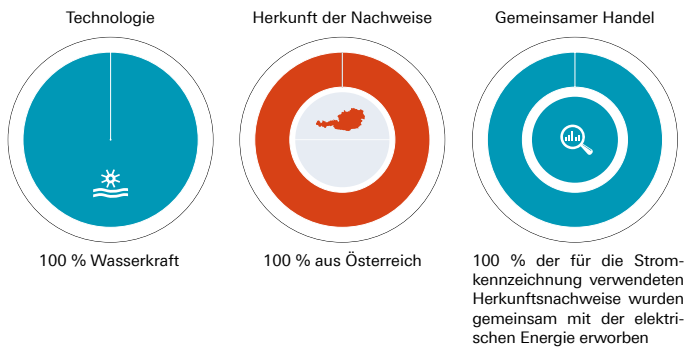 Technologie
Herkunft der Nachweise
Gemeinsamer Handel
100 % Wasserkraft
100 % aus Österreich
100 % der für die Strom-
kennzeichnung verwendeten
Herkunftsnachweise wurden
gemeinsam mit der elektri-
schen Energie erworben